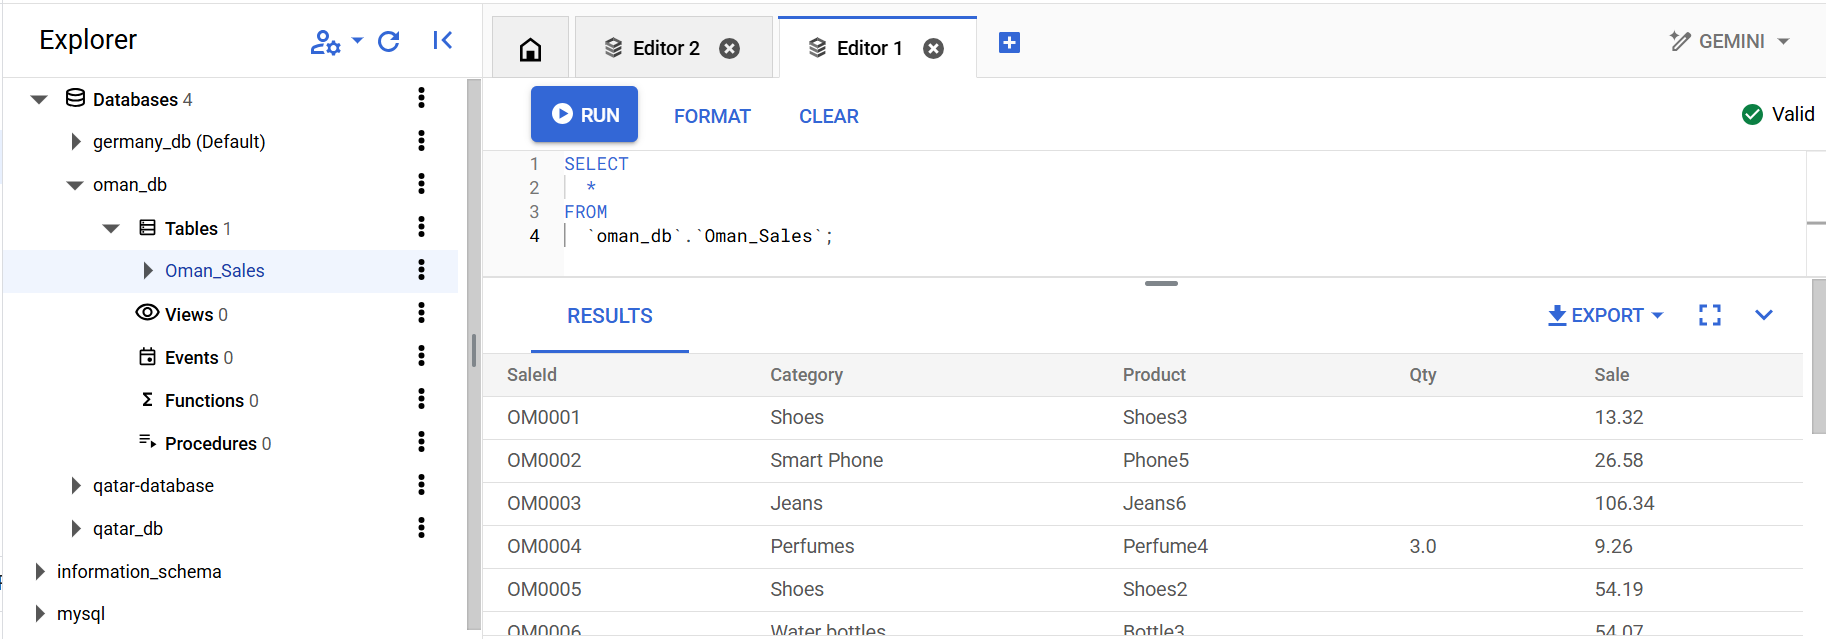 Explorer
Databases 4
germany_db (Default)
oman_db
Tables 1
Oman_Sales
Views 0
Events 0
Functions 0
Procedures 0
qatar-database
qatar_db
information_schema
mysql
Editor 2
Editor 1
GEMINI
RUN FORMAT CLEAR
Valid
1 SELECT
2 *
3 FROM
4 `oman_db`.`Oman_Sales`;
RESULTS
EXPORT
SaleId Category Product Qty Sale
OM0001 Shoes Shoes3 13.32
OM0002 Smart Phone Phone5 26.58
OM0003 Jeans Jeans6 106.34
OM0004 Perfumes Perfume4 3.0 9.26
OM0005 Shoes Shoes2 54.19
OM0006 Water bottles Bottle3 54.07